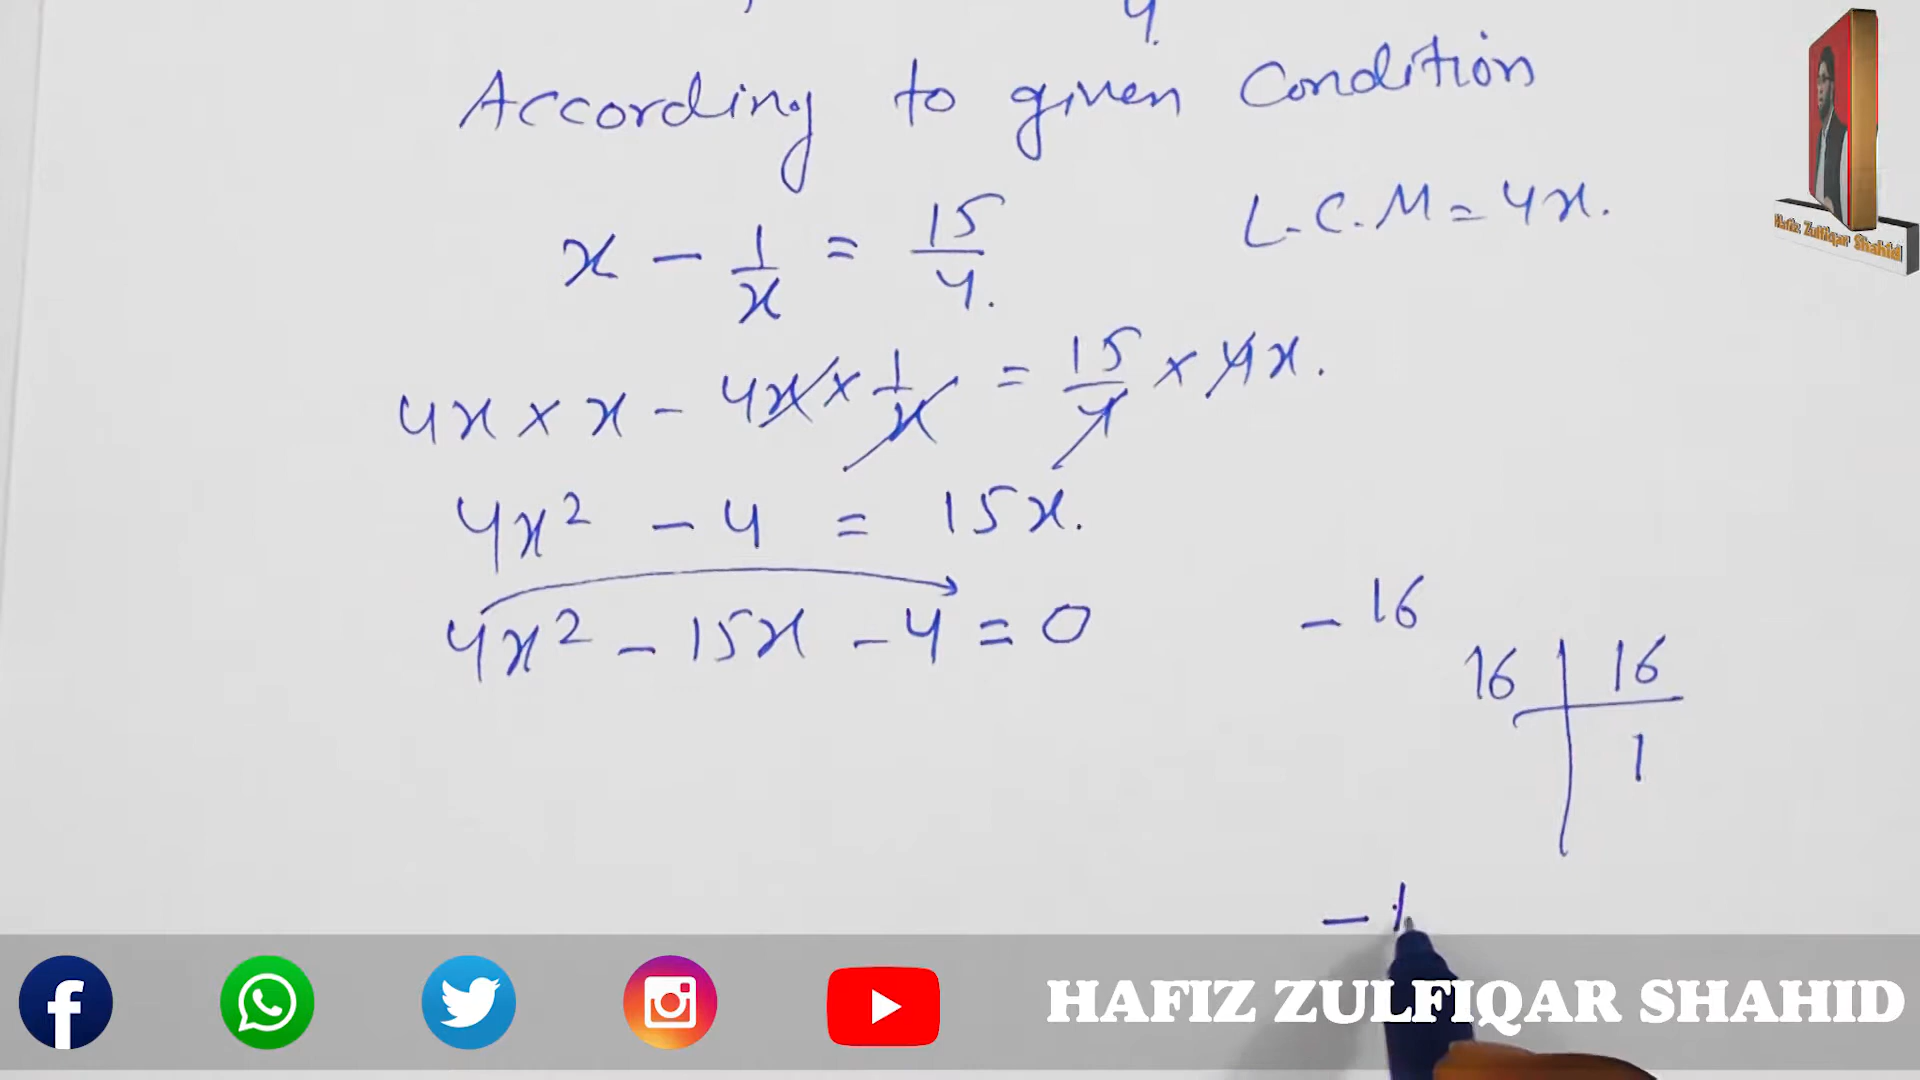 4.
According to given Condition
x - 1/x = 15/4.
L.C.M = 4x.
4x × x - 4x × 1/x = 15/4 × 4x.
4x² - 4 = 15x.
4x² - 15x - 4 = 0
- 16
16 | 16
1
- 1
Hafiz Zulfiqar Shahid
HAFIZ ZULFIQAR SHAHID